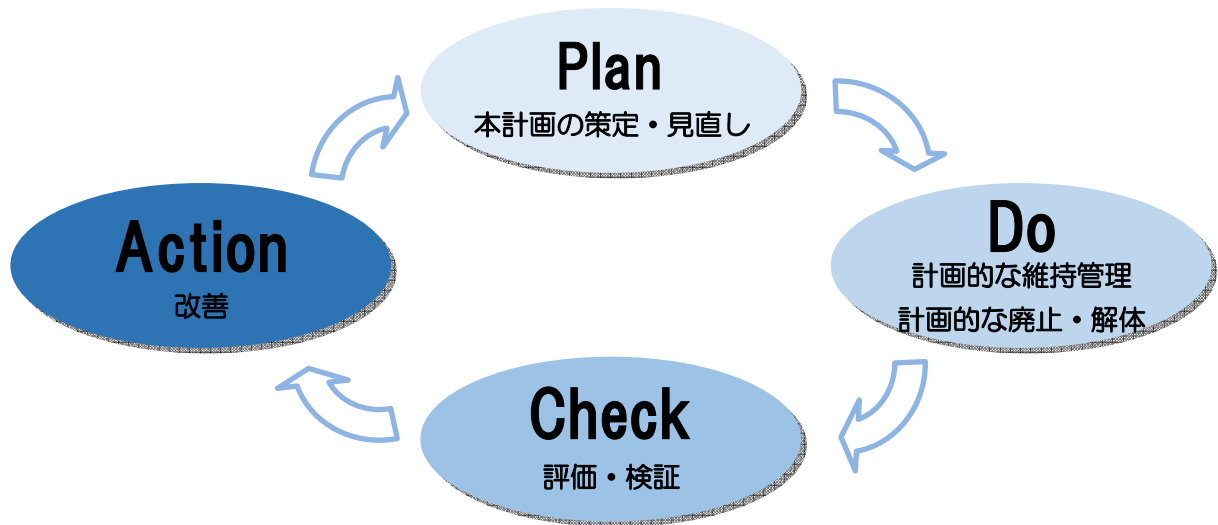 Plan
本計画の策定・見直し
Do
計画的な維持管理
計画的な廃止・解体
Check
評価・検証
Action
改善